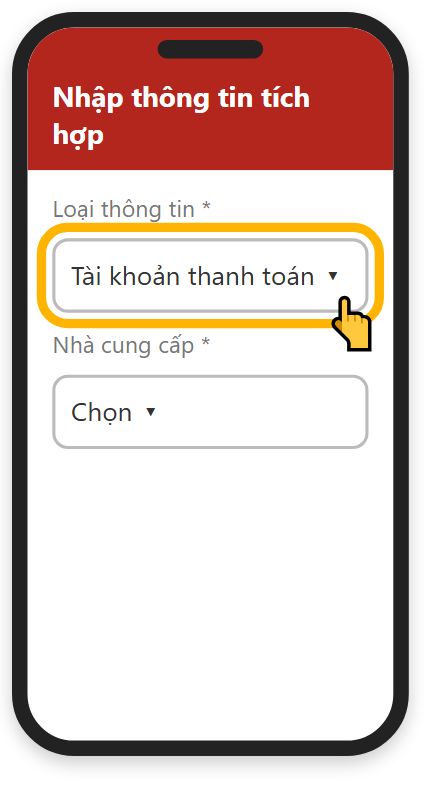 Nhập thông tin tích
hợp
Loại thông tin *
Tài khoản thanh toán ▼
Nhà cung cấp *
Chọn ▼